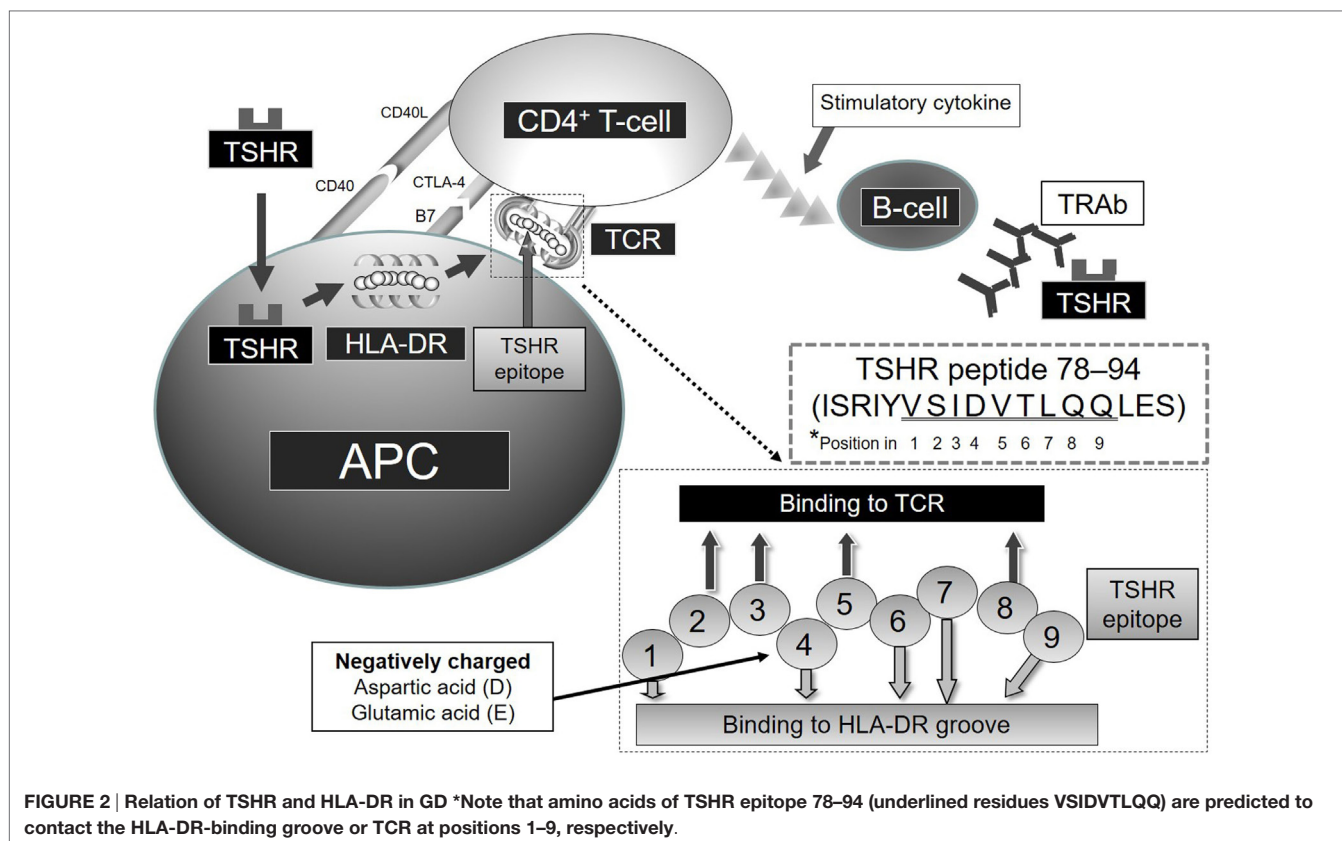 TSHR
CD40L
CD40
CTLA-4
B7
CD4+ T-cell
TCR
Stimulatory cytokine
B-cell
TRAb
TSHR
TSHR
HLA-DR
TSHR
epitope
APC
TSHR peptide 78–94
(ISRIYVSIDVTLQQLES)
*Position in 1 2 3 4 5 6 7 8 9
Binding to TCR
1 2 3 4 5 6 7 8 9
TSHR
epitope
Negatively charged
Aspartic acid (D)
Glutamic acid (E)
Binding to HLA-DR groove
FIGURE 2 | Relation of TSHR and HLA-DR in GD *Note that amino acids of TSHR epitope 78–94 (underlined residues VSIDVTLQQ) are predicted to
contact the HLA-DR-binding groove or TCR at positions 1–9, respectively.